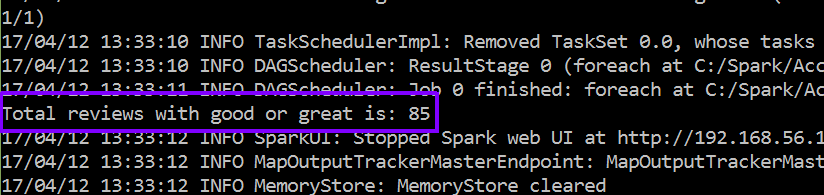 1/1)
17/04/12 13:33:10 INFO TaskSchedulerImpl: Removed TaskSet 0.0, whose tasks
17/04/12 13:33:10 INFO DAGScheduler: ResultStage 0 (foreach at C:/Spark/Acc
17/04/12 13:33:11 INFO DAGScheduler: Job 0 finished: foreach at C:/Spark/Ac
Total reviews with good or great is: 85
17/04/12 13:33:12 INFO SparkUI: Stopped Spark web UI at http://192.168.56.1
17/04/12 13:33:12 INFO MapOutputTrackerMasterEndpoint: MapOutputTrackerMast
17/04/12 13:33:12 INFO MemoryStore: MemoryStore cleared